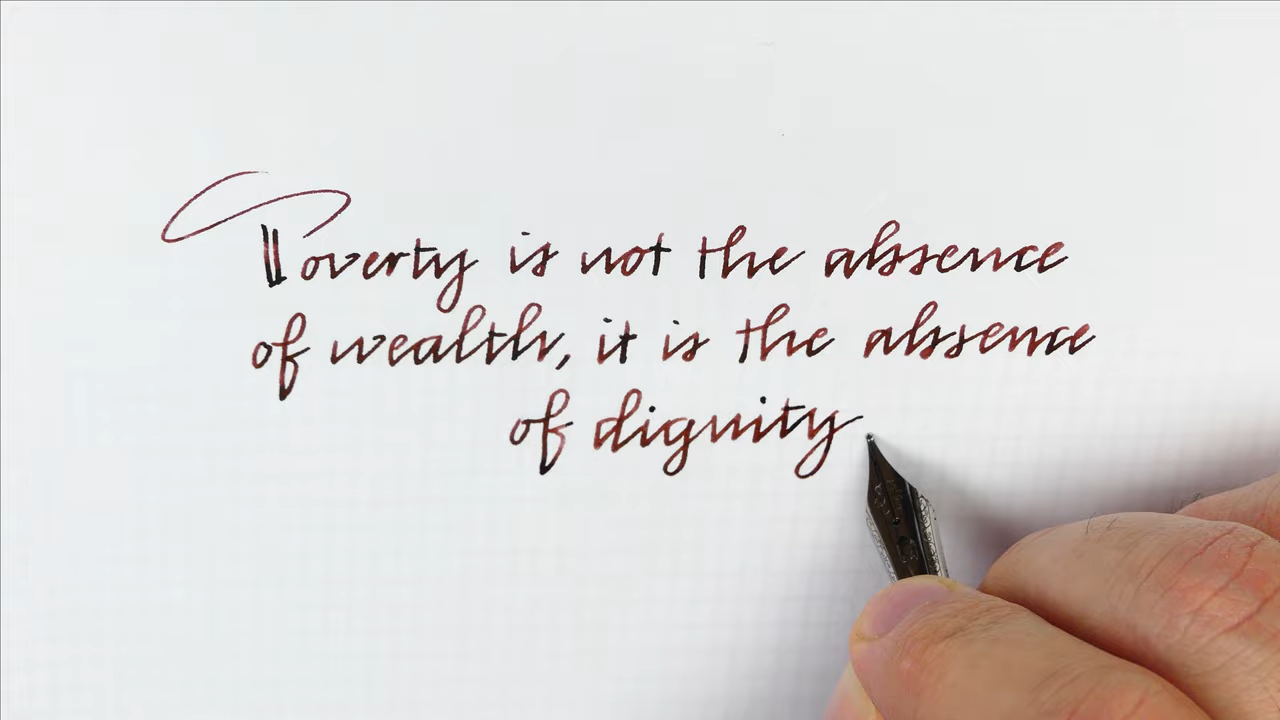 Poverty is not the absence
of wealth, it is the absence
of dignity